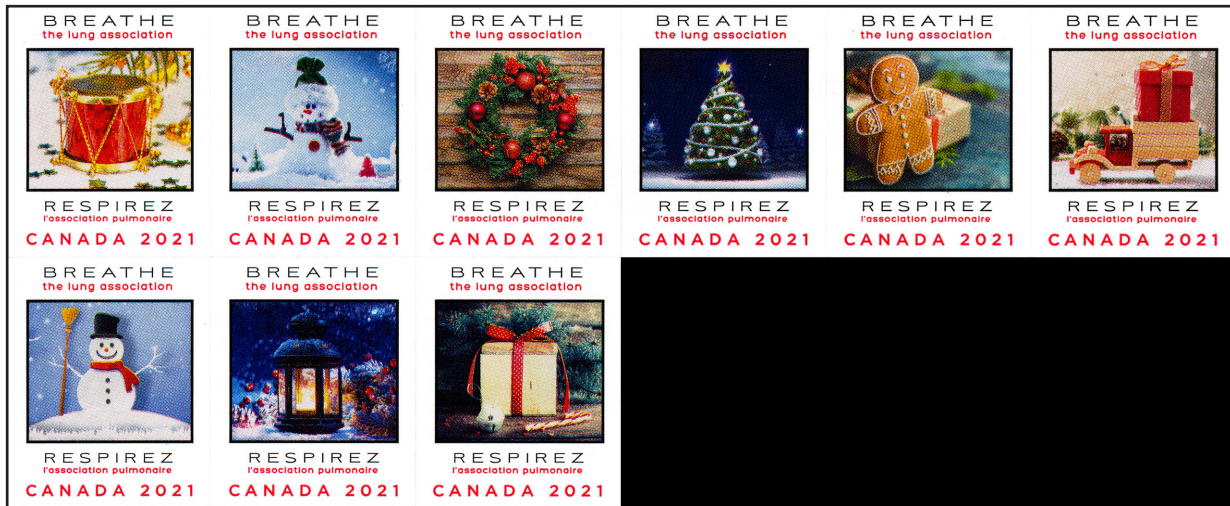 BREATHE
the lung association
RESPIREZ
l'association pulmonaire
CANADA 2021
BREATHE
the lung association
RESPIREZ
l'association pulmonaire
CANADA 2021
BREATHE
the lung association
RESPIREZ
l'association pulmonaire
CANADA 2021
BREATHE
the lung association
RESPIREZ
l'association pulmonaire
CANADA 2021
BREATHE
the lung association
RESPIREZ
l'association pulmonaire
CANADA 2021
BREATHE
the lung association
RESPIREZ
l'association pulmonaire
CANADA 2021
BREATHE
the lung association
RESPIREZ
l'association pulmonaire
CANADA 2021
BREATHE
the lung association
RESPIREZ
l'association pulmonaire
CANADA 2021
BREATHE
the lung association
RESPIREZ
l'association pulmonaire
CANADA 2021